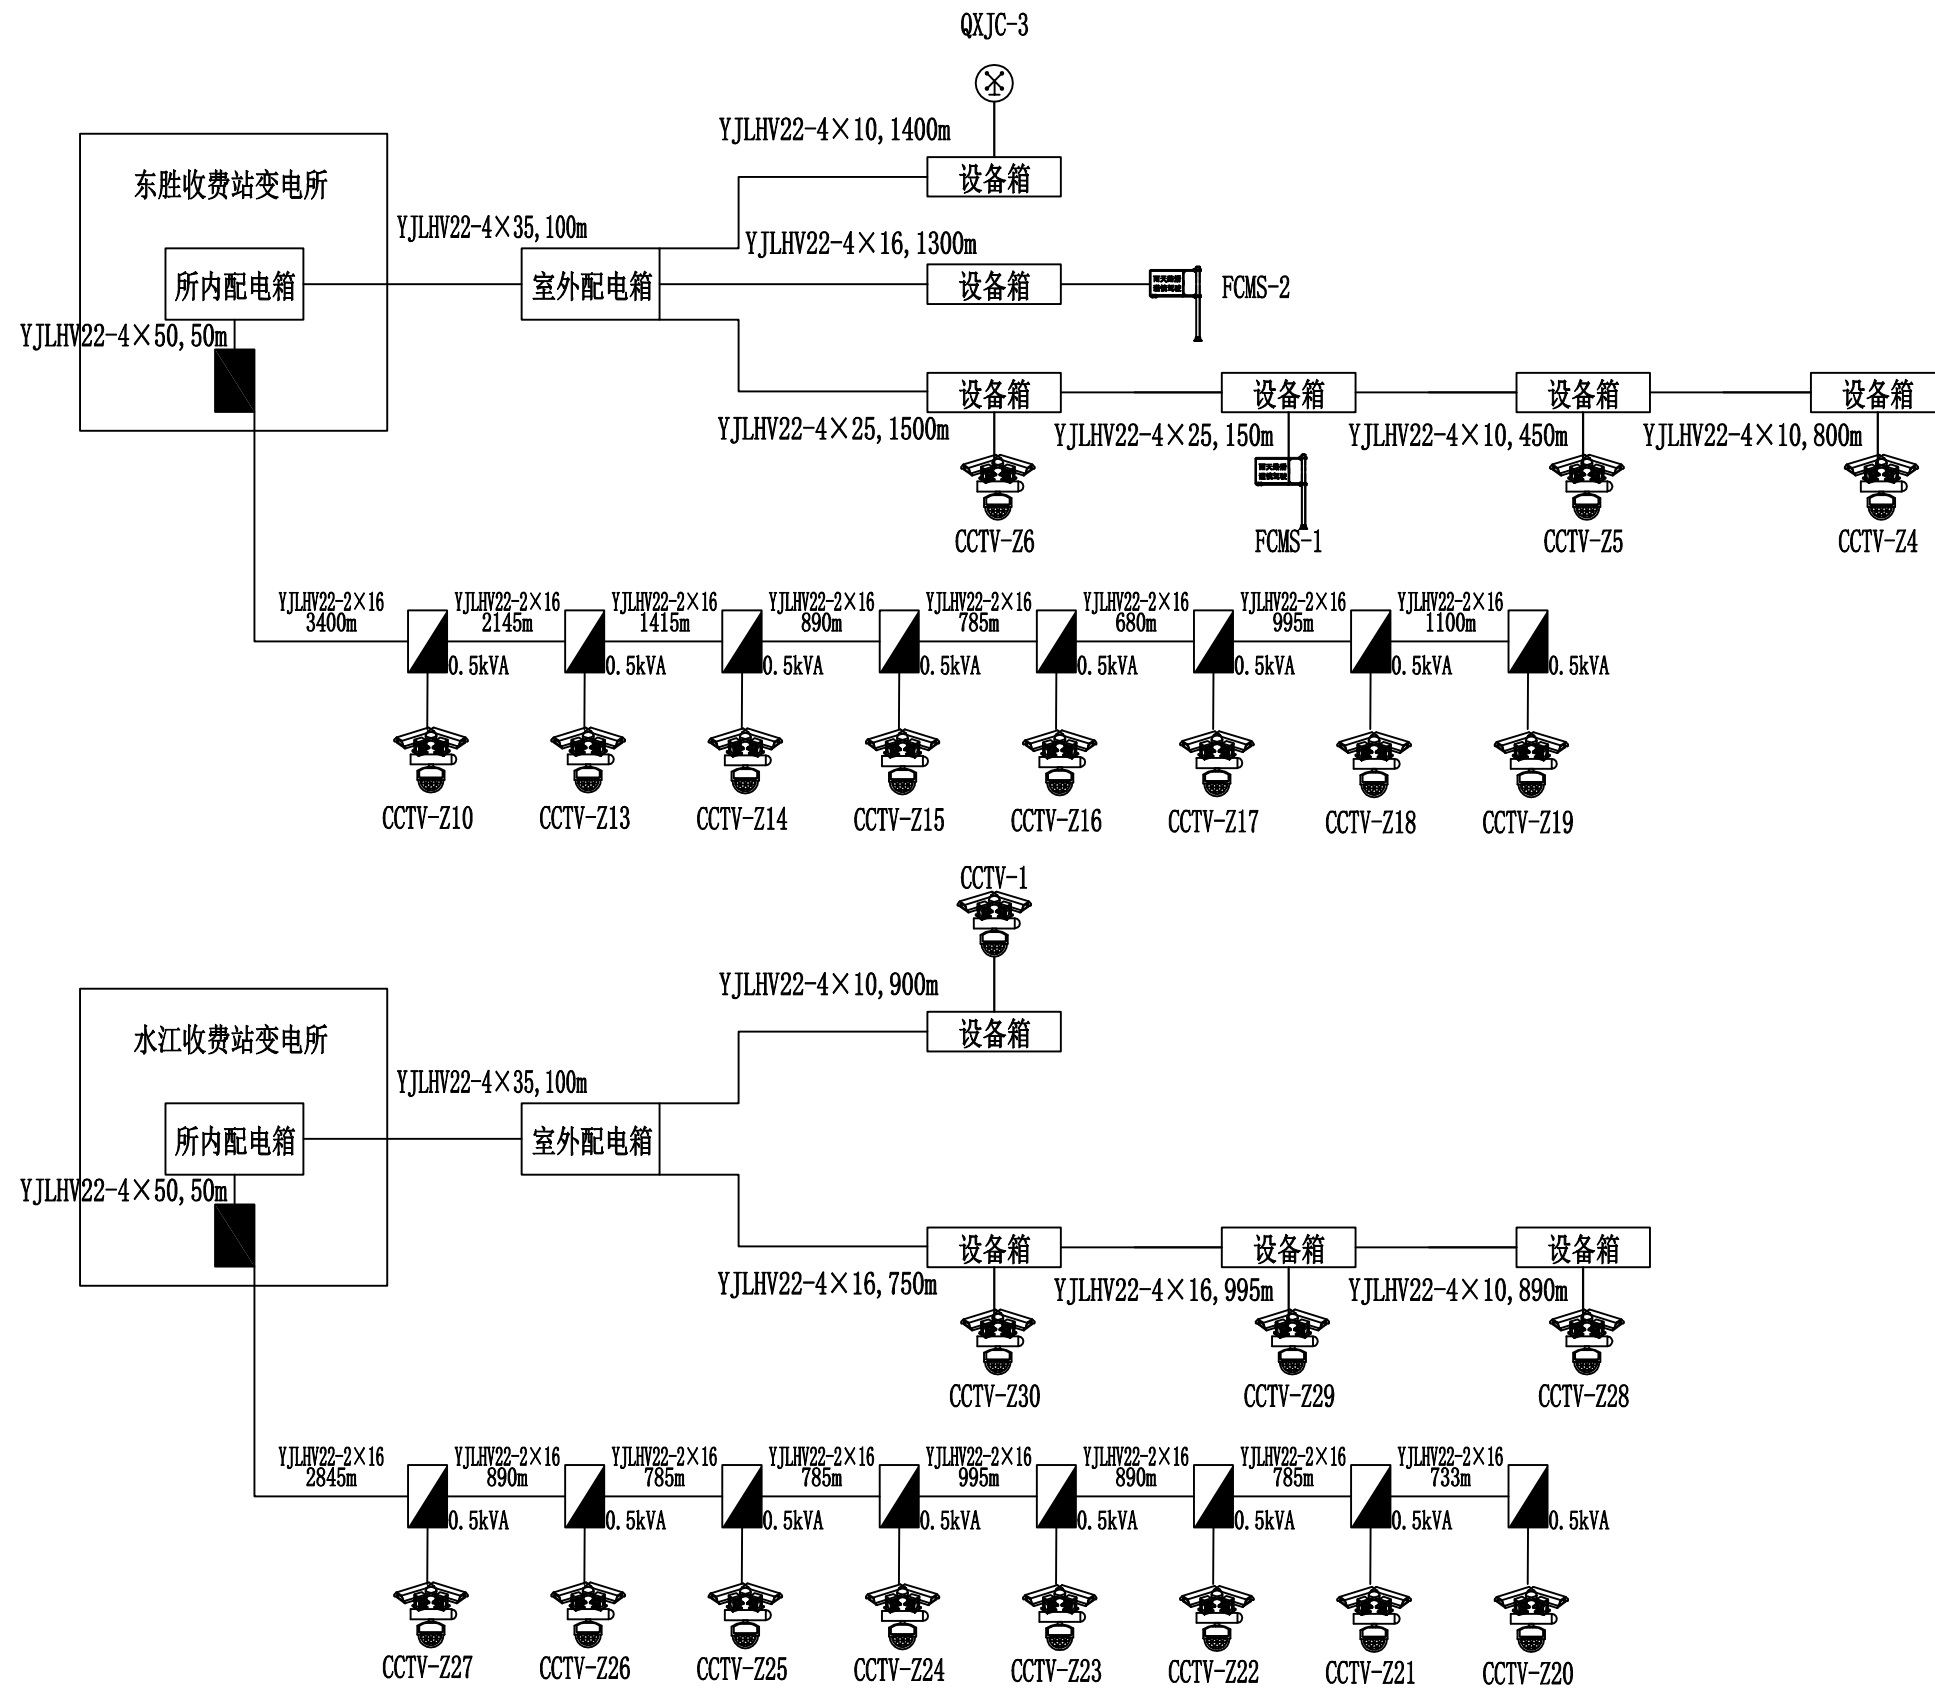 QXJC-3
YJLHV22-4×10,1400m
东胜收费站变电所
设备箱
YJLHV22-4×35,100m
YJLHV22-4×16,1300m
所内配电箱
室外配电箱
设备箱
FCMS-2
YJLHV22-4×50,50m
设备箱
设备箱
设备箱
设备箱
YJLHV22-4×25,1500m
YJLHV22-4×25,150m
YJLHV22-4×10,450m
YJLHV22-4×10,800m
CCTV-Z6
FCMS-1
CCTV-Z5
CCTV-Z4
YJLHV22-2×16
3400m
YJLHV22-2×16
2145m
YJLHV22-2×16
1415m
YJLHV22-2×16
890m
YJLHV22-2×16
785m
YJLHV22-2×16
680m
YJLHV22-2×16
995m
YJLHV22-2×16
1100m
0.5kVA
0.5kVA
0.5kVA
0.5kVA
0.5kVA
0.5kVA
0.5kVA
0.5kVA
CCTV-Z10
CCTV-Z13
CCTV-Z14
CCTV-Z15
CCTV-Z16
CCTV-Z17
CCTV-Z18
CCTV-Z19
CCTV-1
YJLHV22-4×10,900m
水江收费站变电所
设备箱
YJLHV22-4×35,100m
所内配电箱
室外配电箱
YJLHV22-4×50,50m
设备箱
设备箱
设备箱
YJLHV22-4×16,750m
YJLHV22-4×16,995m
YJLHV22-4×10,890m
CCTV-Z30
CCTV-Z29
CCTV-Z28
YJLHV22-2×16
2845m
YJLHV22-2×16
890m
YJLHV22-2×16
785m
YJLHV22-2×16
785m
YJLHV22-2×16
995m
YJLHV22-2×16
890m
YJLHV22-2×16
785m
YJLHV22-2×16
733m
0.5kVA
0.5kVA
0.5kVA
0.5kVA
0.5kVA
0.5kVA
0.5kVA
0.5kVA
CCTV-Z27
CCTV-Z26
CCTV-Z25
CCTV-Z24
CCTV-Z23
CCTV-Z22
CCTV-Z21
CCTV-Z20